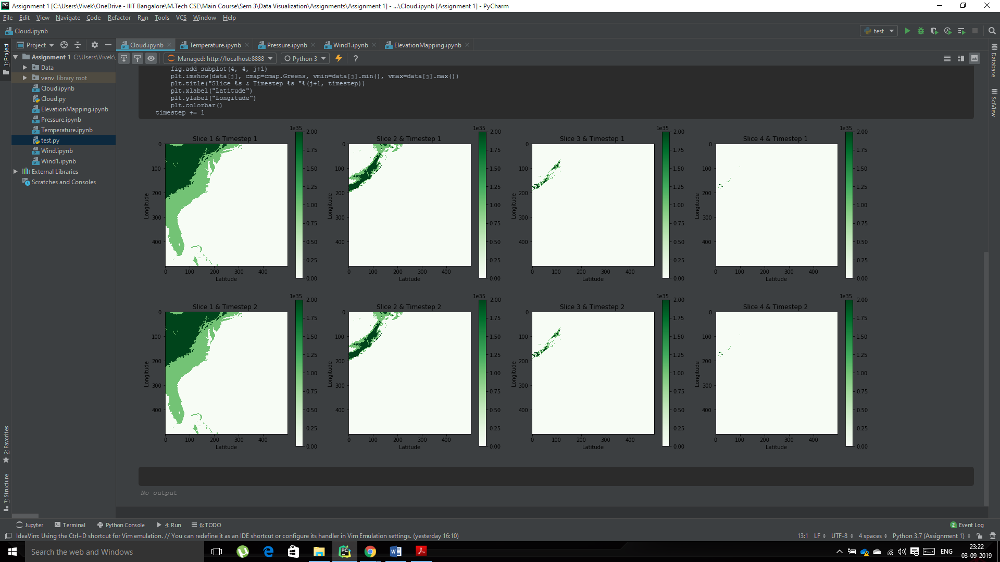 Assignment 1 [C:\Users\Vivek\OneDrive - IIIT Bangalore\M.Tech CSE\Main Course\Sem 3\Data Visualization\Assignments\Assignment 1] - ...\Cloud.ipynb [Assignment 1] - PyCharm
File Edit View Navigate Code Refactor Run Tools VCS Window Help
Cloud.ipynb test
Project Cloud.ipynb Temperature.ipynb Pressure.ipynb Wind1.ipynb ElevationMapping.ipynb
Managed: http://localhost:8888 Python 3 ?
1: Project
Assignment 1 C:\Users\Vivek\
Data
venv library root
Cloud.ipynb
Cloud.py
ElevationMapping.ipynb
Pressure.ipynb
Temperature.ipynb
test.py
Wind.ipynb
Wind1.ipynb
External Libraries
Scratches and Consoles
2: Favorites
7: Structure
Database
SciView
fig.add_subplot(4, 4, j+1)
plt.imshow(data[j], cmap=cmap.Greens, vmin=data[j].min(), vmax=data[j].max())
plt.title("Slice %s & Timestep %s "%(j+1, timestep))
plt.xlabel("Latitude")
plt.ylabel("Longitude")
plt.colorbar()
timestep += 1
1e35 1e35 1e35 1e35
Slice 1 & Timestep 1 Slice 2 & Timestep 1 Slice 3 & Timestep 1 Slice 4 & Timestep 1
0 2.00 0 2.00 0 2.00 0 2.00
1.75 1.75 1.75 1.75
100 1.50 100 1.50 100 1.50 100 1.50
200 1.25 200 1.25 200 1.25 200 1.25
Longitude 1.00 Longitude 1.00 Longitude 1.00 Longitude 1.00
300 0.75 300 0.75 300 0.75 300 0.75
400 0.50 400 0.50 400 0.50 400 0.50
0.25 0.25 0.25 0.25
0 100 200 300 400 0.00 0 100 200 300 400 0.00 0 100 200 300 400 0.00 0 100 200 300 400 0.00
Latitude Latitude Latitude Latitude
1e35 1e35 1e35 1e35
Slice 1 & Timestep 2 Slice 2 & Timestep 2 Slice 3 & Timestep 2 Slice 4 & Timestep 2
0 2.00 0 2.00 0 2.00 0 2.00
1.75 1.75 1.75 1.75
100 1.50 100 1.50 100 1.50 100 1.50
200 1.25 200 1.25 200 1.25 200 1.25
Longitude 1.00 Longitude 1.00 Longitude 1.00 Longitude 1.00
300 0.75 300 0.75 300 0.75 300 0.75
400 0.50 400 0.50 400 0.50 400 0.50
0.25 0.25 0.25 0.25
0 100 200 300 400 0.00 0 100 200 300 400 0.00 0 100 200 300 400 0.00 0 100 200 300 400 0.00
Latitude Latitude Latitude Latitude
No output
Jupyter Terminal Python Console 4: Run 6: TODO 2 Event Log
IdeaVim: Using the Ctrl+D shortcut for Vim emulation. // You can redefine it as an IDE shortcut or configure its handler in Vim Emulation settings. (yesterday 16:10) 13:1 LF UTF-8 4 spaces Python 3.7 (Assignment 1)
Search the web and Windows ENG 23:22
03-09-2019